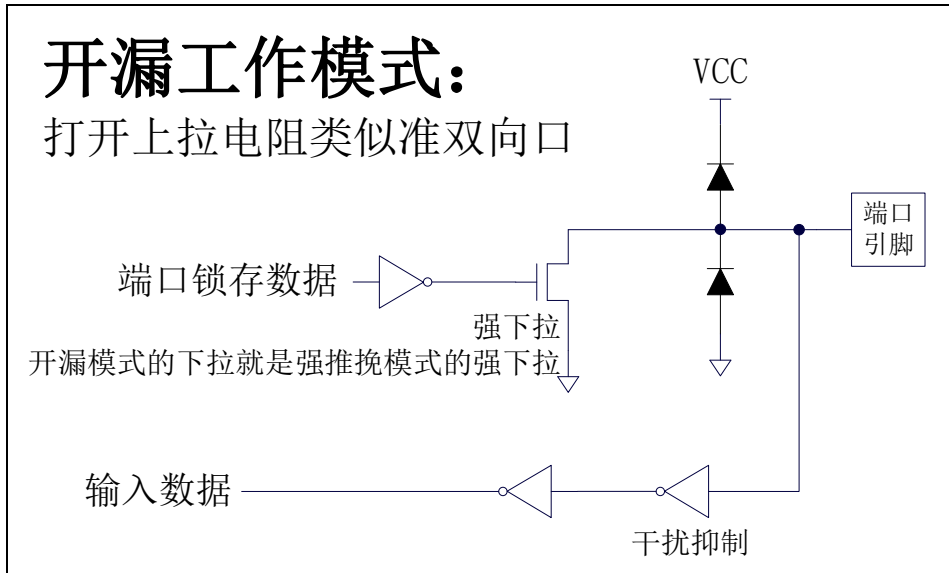 开漏工作模式：
打开上拉电阻类似准双向口
VCC
端口
引脚
端口锁存数据
强下拉
开漏模式的下拉就是强推挽模式的强下拉
输入数据
干扰抑制